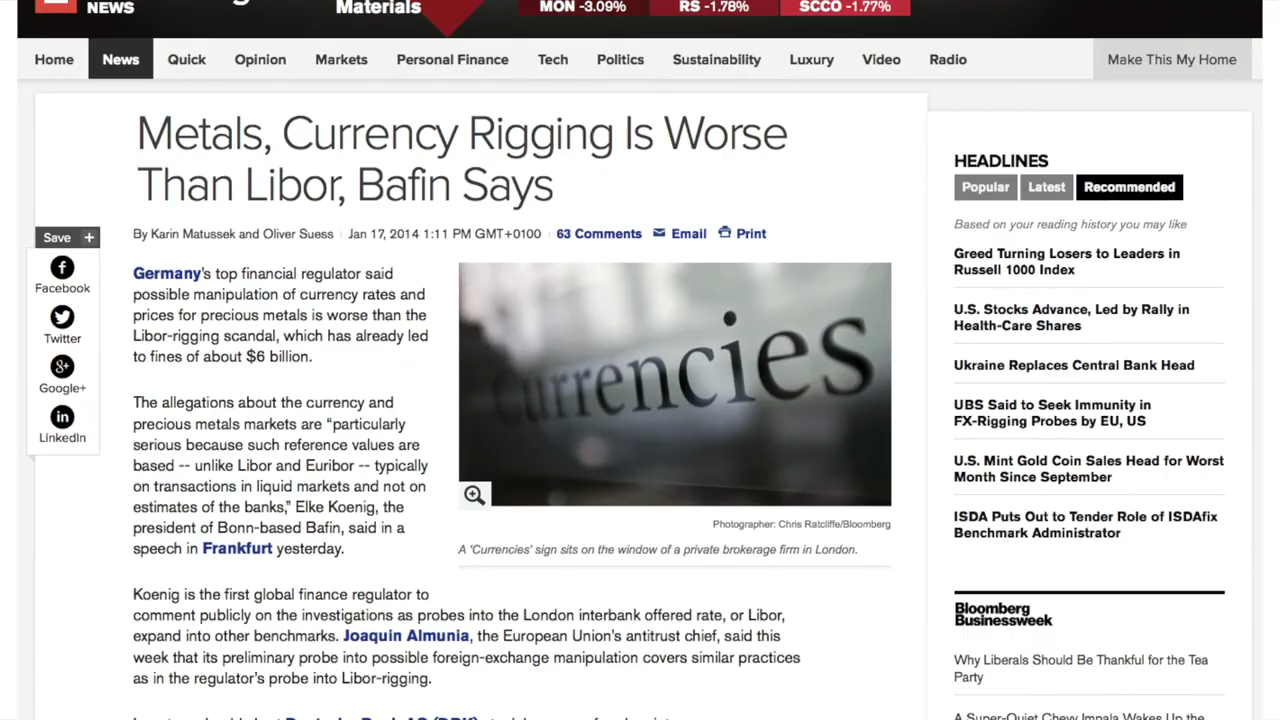 NEWS
Materials
MON -3.09%
RS -1.78%
SCCO -1.77%
Home
News
Quick
Opinion
Markets
Personal Finance
Tech
Politics
Sustainability
Luxury
Video
Radio
Make This My Home
Metals, Currency Rigging Is Worse
Than Libor, Bafin Says
By Karin Matussek and Oliver Suess
Jan 17, 2014 1:11 PM GMT+0100
63 Comments
Email
Print
Save +
Facebook
Twitter
Google+
LinkedIn
Germany's top financial regulator said
possible manipulation of currency rates and
prices for precious metals is worse than the
Libor-rigging scandal, which has already led
to fines of about $6 billion.
The allegations about the currency and
precious metals markets are “particularly
serious because such reference values are
based -- unlike Libor and Euribor -- typically
on transactions in liquid markets and not on
estimates of the banks,” Elke Koenig, the
president of Bonn-based Bafin, said in a
speech in Frankfurt yesterday.
Currencies
Photographer: Chris Ratcliffe/Bloomberg
A 'Currencies' sign sits on the window of a private brokerage firm in London.
Koenig is the first global finance regulator to
comment publicly on the investigations as probes into the London interbank offered rate, or Libor,
expand into other benchmarks. Joaquin Almunia, the European Union's antitrust chief, said this
week that its preliminary probe into possible foreign-exchange manipulation covers similar practices
as in the regulator's probe into Libor-rigging.
HEADLINES
Popular
Latest
Recommended
Based on your reading history you may like
Greed Turning Losers to Leaders in
Russell 1000 Index
U.S. Stocks Advance, Led by Rally in
Health-Care Shares
Ukraine Replaces Central Bank Head
UBS Said to Seek Immunity in
FX-Rigging Probes by EU, US
U.S. Mint Gold Coin Sales Head for Worst
Month Since September
ISDA Puts Out to Tender Role of ISDAfix
Benchmark Administrator
Bloomberg
Businessweek
Why Liberals Should Be Thankful for the Tea
Party
A Super-Quiet Chevy Impala Wakes Up the